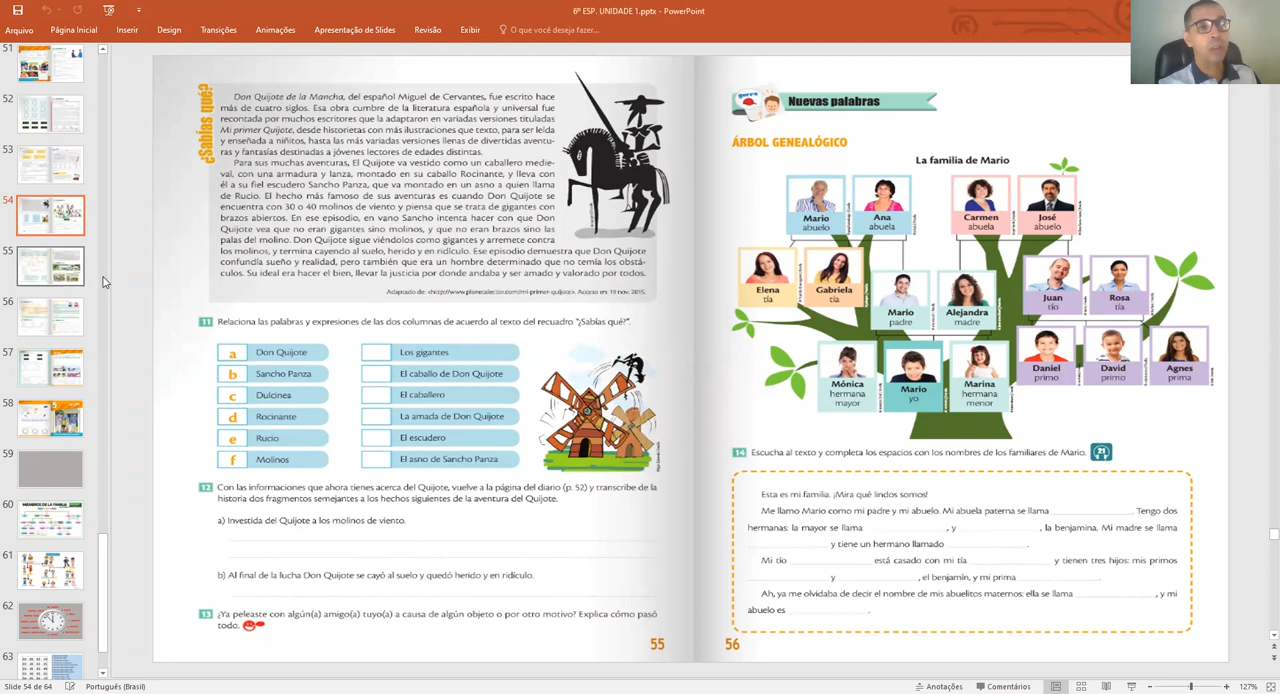 6º ESP. UNIDADE 1.pptx - PowerPoint
Arquivo
Página Inicial
Inserir
Design
Transições
Animações
Apresentação de Slides
Revisão
Exibir
O que você deseja fazer...
51
52
53
54
55
56
57
58
59
60
61
62
63
¿Sabías qué?
Don Quijote de la Mancha, del español Miguel de Cervantes, fue escrito hace
más de cuatro siglos. Esa obra cumbre de la literatura española y universal fue
recontada por muchos escritores que la adaptaron en variadas versiones tituladas
Mi primer Quijote, desde historietas con más ilustraciones que texto, para ser leída
y enseñada a niñitos, hasta las más variadas versiones llenas de divertidas aventu-
ras y fantasías destinadas a jóvenes lectores de edades distintas.
Para sus muchas aventuras, El Quijote va vestido como un caballero medie-
val, con una armadura y lanza, montado en su caballo Rocinante, y lleva con
él a su fiel escudero Sancho Panza, que va montado en un asno a quien llama
de Rucio. El hecho más famoso de sus aventuras es cuando Don Quijote se
encuentra con 30 o 40 molinos de viento y piensa que se trata de gigantes con
brazos abiertos. En ese episodio, en vano Sancho intenta hacer con que Don
Quijote vea que no eran gigantes sino molinos, y que no eran brazos sino las
palas del molino. Don Quijote sigue viéndolos como gigantes y arremete contra
los molinos, y termina cayendo al suelo, herido y en ridículo. Ese episodio demuestra que Don Quijote
confundía sueño y realidad, pero también que era un hombre determinado que no temía los obstá-
culos. Su ideal era hacer el bien, llevar la justicia por donde andaba y ser amado y valorado por todos.
11 Relaciona las palabras y expresiones de las dos columnas de acuerdo al texto del recuadro "¿Sabías qué?".
a Don Quijote Los gigantes
b Sancho Panza El caballo de Don Quijote
c Dulcinea El caballero
d Rocinante La amada de Don Quijote
e Rucio El escudero
f Molinos El asno de Sancho Panza
12 Con las informaciones que ahora tienes acerca del Quijote, vuelve a la página del diario (p. 52) y transcribe de la
historia dos fragmentos semejantes a los hechos siguientes de la aventura del Quijote.
a) Investida del Quijote a los molinos de viento.
b) Al final de la lucha Don Quijote se cayó al suelo y quedó herido y en ridículo.
13 ¿Ya peleaste con algún(a) amigo(a) tuyo(a) a causa de algún objeto o por otro motivo? Explica cómo pasó
todo.
55
Nuevas palabras
ÁRBOL GENEALÓGICO
La familia de Mario
Mario
abuelo
Ana
abuela
Carmen
abuela
José
abuelo
Elena
tía
Gabriela
tía
Mario
padre
Alejandra
madre
Juan
tío
Rosa
tía
Mónica
hermana
mayor
Mario
yo
Marina
hermana
menor
Daniel
primo
David
primo
Agnes
prima
14 Escucha al texto y completa los espacios con los nombres de los familiares de Mario. 21
Esta es mi familia. ¡Mira qué lindos somos!
Me llamo Mario como mi padre y mi abuelo. Mi abuela paterna se llama . Tengo dos
hermanas: la mayor se llama , y , la benjamina. Mi madre se llama
y tiene un hermano llamado .
Mi tío está casado con mi tía y tienen tres hijos: mis primos
y , el benjamín, y mi prima .
Ah, ya me olvidaba de decir el nombre de mis abuelitos maternos: ella se llama , y mi
abuelo es .
56
Slide 54 de 64
Português (Brasil)
Anotações
Comentários
127%